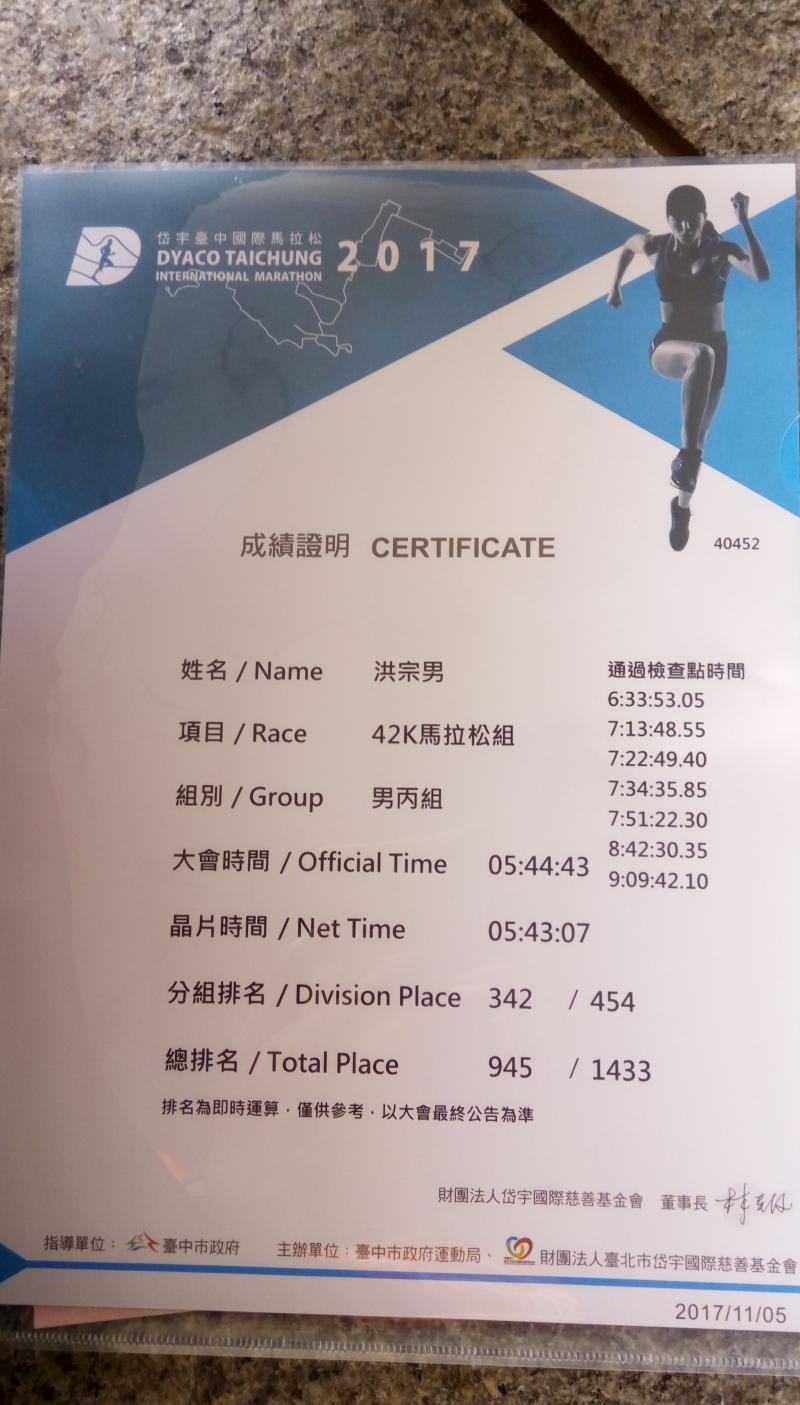 岱宇臺中國際馬拉松
DYACO TAICHUNG
INTERNATIONAL MARATHON
2017
成績證明 CERTIFICATE
40452
姓名 / Name 洪宗男
項目 / Race 42K馬拉松組
組別 / Group 男丙組
大會時間 / Official Time 05:44:43
晶片時間 / Net Time 05:43:07
分組排名 / Division Place 342 / 454
總排名 / Total Place 945 / 1433
通過檢查點時間
6:33:53.05
7:13:48.55
7:22:49.40
7:34:35.85
7:51:22.30
8:42:30.35
9:09:42.10
排名為即時運算，僅供參考，以大會最終公告為準
財團法人岱宇國際慈善基金會 董事長
指導單位： 臺中市政府 主辦單位：臺中市政府運動局、 財團法人臺北市岱宇國際慈善基金會
2017/11/05